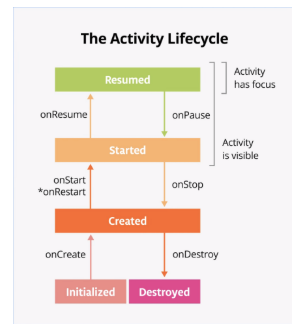 The Activity Lifecycle
Resumed
Activity
has focus
onResume
onPause
Started
Activity
is visible
onStart
*onRestart
onStop
Created
onCreate
onDestroy
Initialized
Destroyed